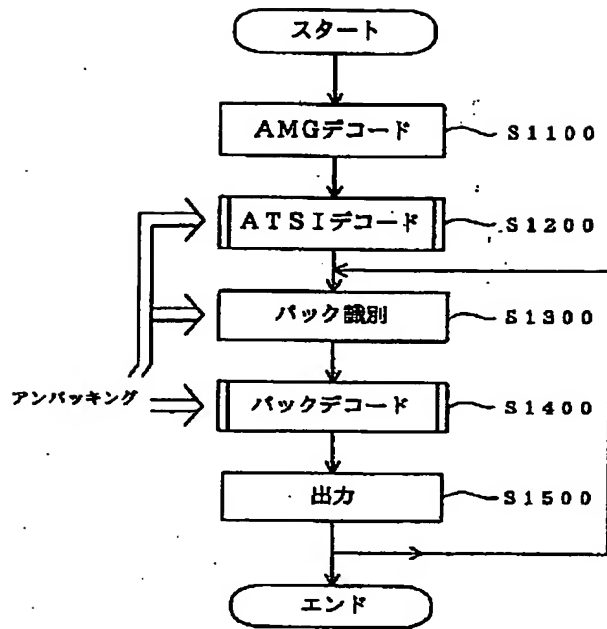 スタート
AMGデコード
S1100
ATSIデコード
S1200
パック識別
S1300
アンパッキング
パックデコード
S1400
出力
S1500
エンド